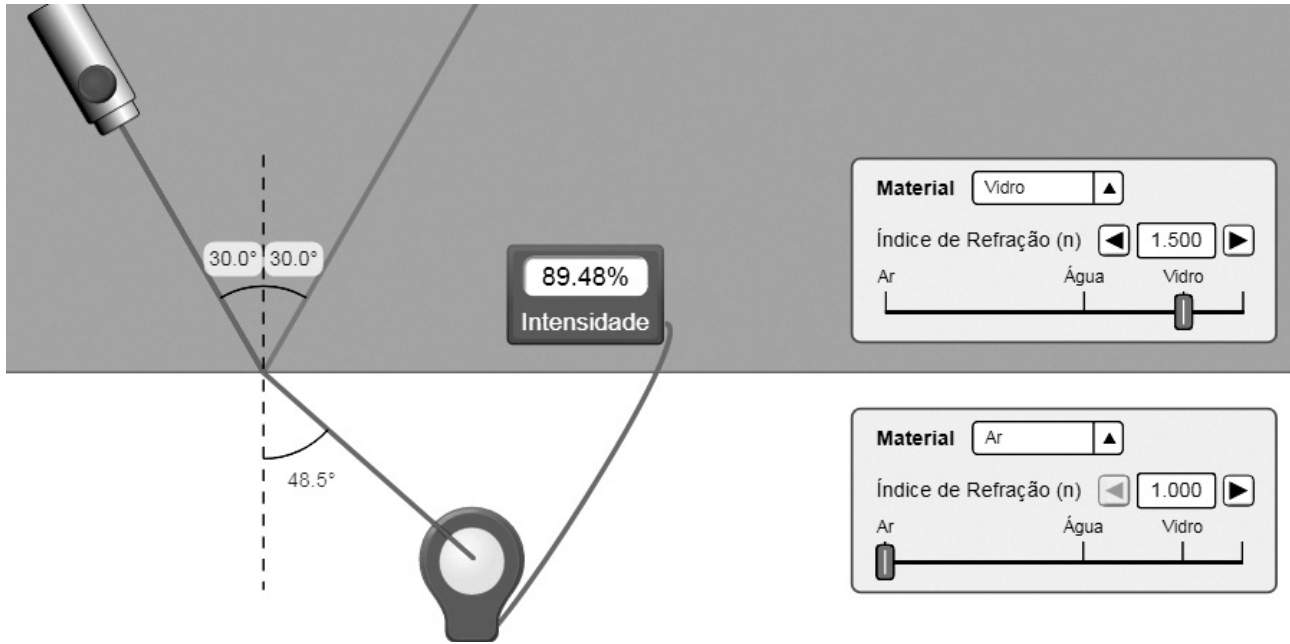 30.0° 30.0°
89.48%
Intensidade
48.5°
Material Vidro
Índice de Refração (n) 1.500
Ar Água Vidro
Material Ar
Índice de Refração (n) 1.000
Ar Água Vidro